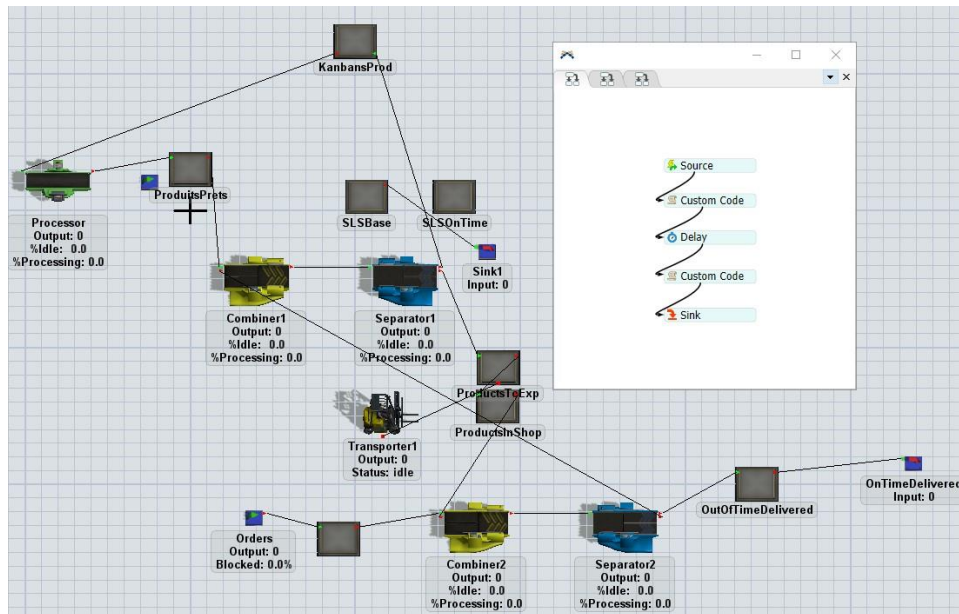 KanbansProd
ProduitsPrets
Processor
Output: 0
%Idle: 0.0
%Processing: 0.0
SLSBase
SLSOnTime
Sink1
Input: 0
Combiner1
Output: 0
%Idle: 0.0
%Processing: 0.0
Separator1
Output: 0
%Idle: 0.0
%Processing: 0.0
Source
Custom Code
Delay
Custom Code
Sink
ProductsToExp
ProductsInShop
Transporter1
Output: 0
Status: idle
OnTimeDelivered
Input: 0
OutOfTimeDelivered
Orders
Output: 0
Blocked: 0.0%
Combiner2
Output: 0
%Idle: 0.0
%Processing: 0.0
Separator2
Output: 0
%Idle: 0.0
%Processing: 0.0